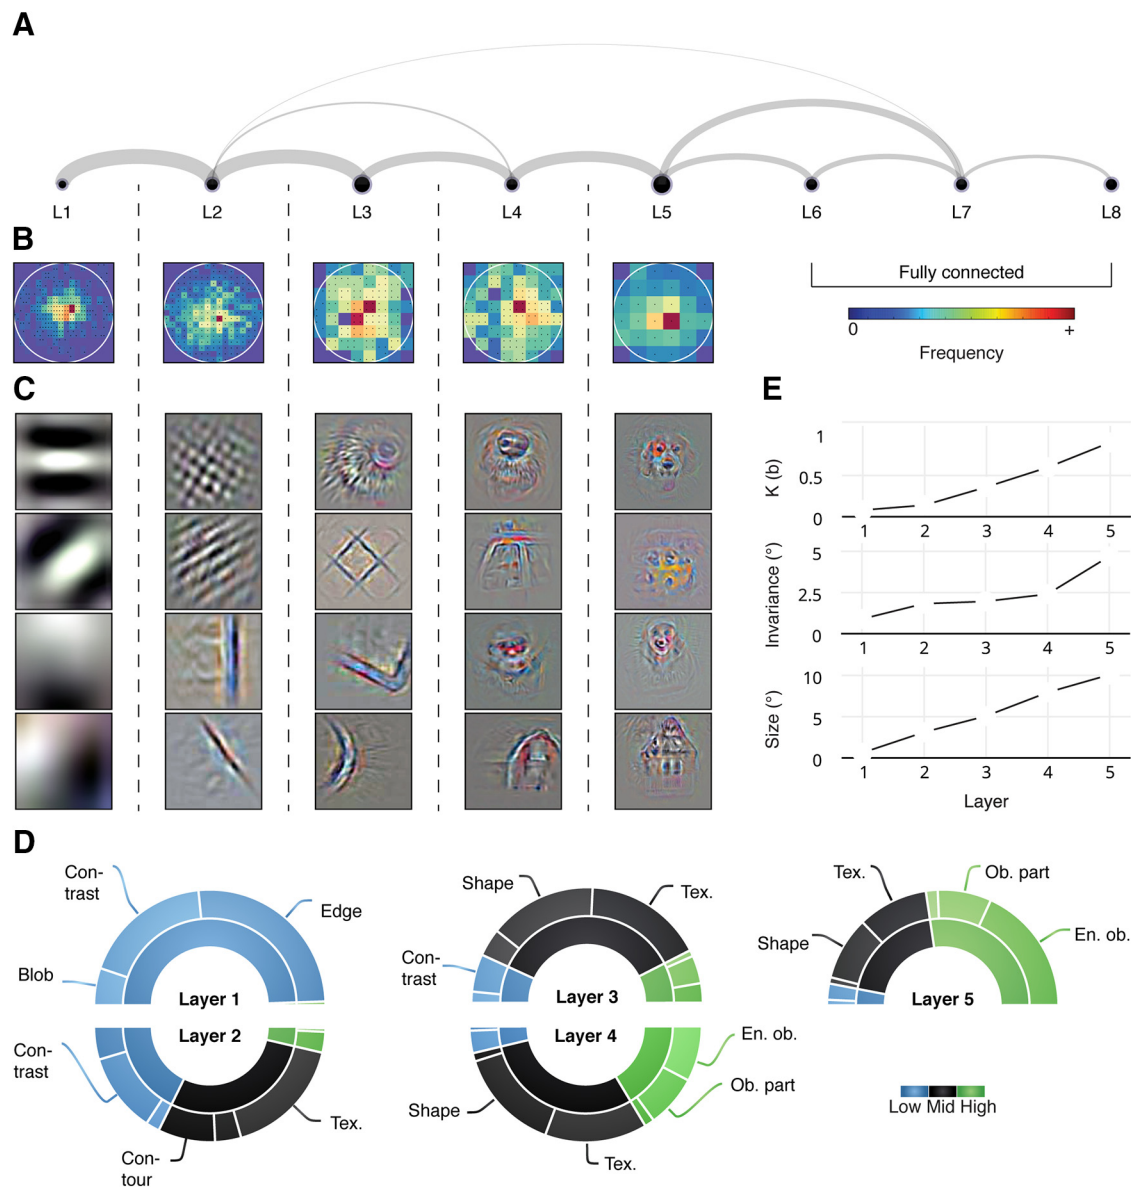 A
L1 L2 L3 L4 L5 L6 L7 L8
B
Fully connected
0 +
Frequency
C
E
K (b)
1
0.5
0
1 2 3 4 5
Invariance (°)
5
2.5
0
1 2 3 4 5
Size (°)
10
5
0
1 2 3 4 5
Layer
D
Con-
trast
Edge
Blob
Layer 1
Layer 2
Con-
trast
Tex.
Con-
tour
Shape
Tex.
Con-
trast
Layer 3
Layer 4
En. ob.
Ob. part
Shape
Tex.
Tex.
Ob. part
Shape
En. ob.
Layer 5
Low Mid High